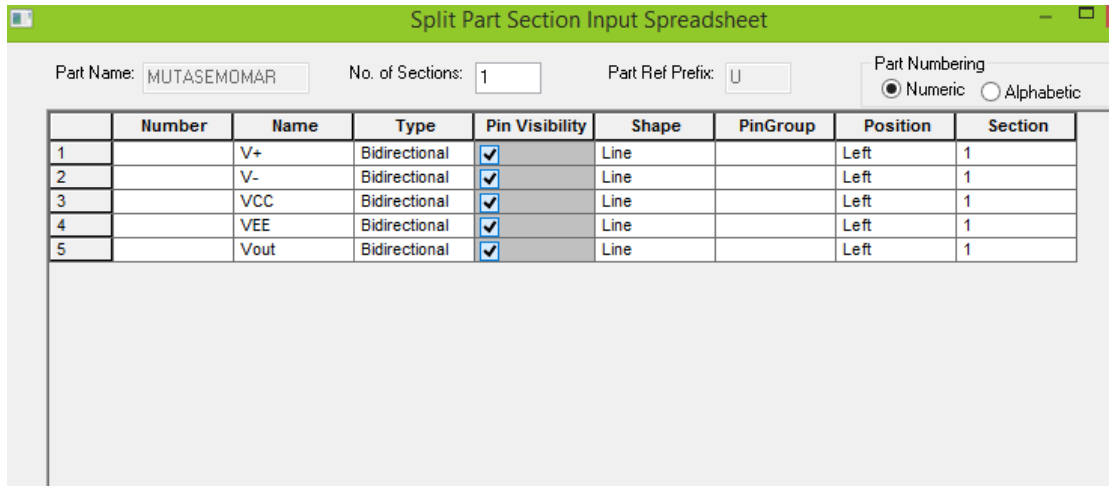 Split Part Section Input Spreadsheet
Part Name: MUTASEMOMAR No. of Sections: 1 Part Ref Prefix: U Part Numbering
Numeric Alphabetic
Number Name Type Pin Visibility Shape PinGroup Position Section
1 V+ Bidirectional Line Left 1
2 V- Bidirectional Line Left 1
3 VCC Bidirectional Line Left 1
4 VEE Bidirectional Line Left 1
5 Vout Bidirectional Line Left 1